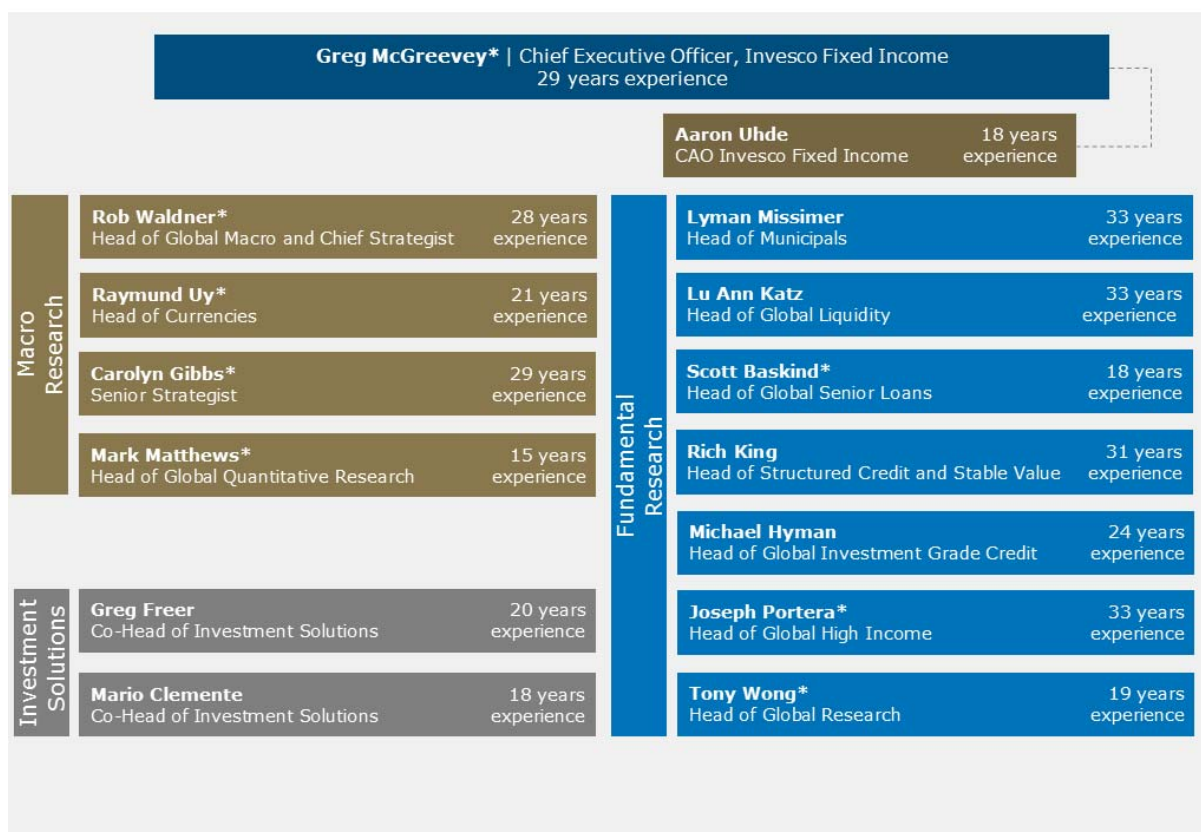 Greg McGreevey* | Chief Executive Officer, Invesco Fixed Income
29 years experience
Aaron Uhde 18 years
CAO Invesco Fixed Income experience
Macro
Research
Rob Waldner* 28 years
Head of Global Macro and Chief Strategist experience
Raymund Uy* 21 years
Head of Currencies experience
Carolyn Gibbs* 29 years
Senior Strategist experience
Mark Matthews* 15 years
Head of Global Quantitative Research experience
Investment
Solutions
Greg Freer 20 years
Co-Head of Investment Solutions experience
Mario Clemente 18 years
Co-Head of Investment Solutions experience
Fundamental
Research
Lyman Missimer 33 years
Head of Municipals experience
Lu Ann Katz 33 years
Head of Global Liquidity experience
Scott Baskind* 18 years
Head of Global Senior Loans experience
Rich King 31 years
Head of Structured Credit and Stable Value experience
Michael Hyman 24 years
Head of Global Investment Grade Credit experience
Joseph Portera* 33 years
Head of Global High Income experience
Tony Wong* 19 years
Head of Global Research experience